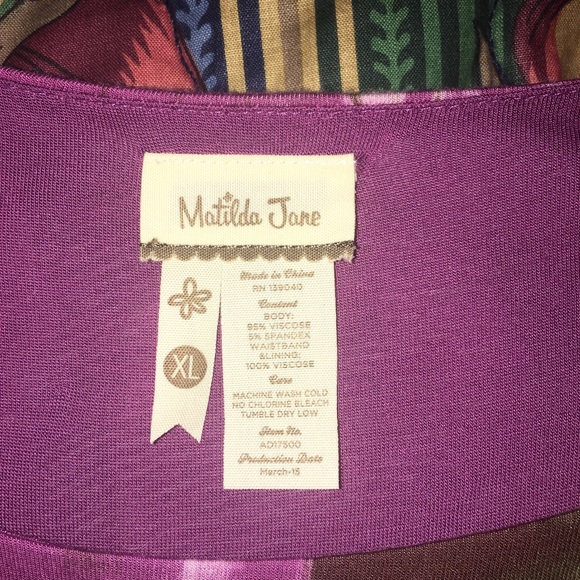 Matilda Jane
XL
Made in China
RN 139040
Content
BODY:
95% VISCOSE
5% SPANDEX
WAISTBAND
&LINING:
100% VISCOSE
Care
MACHINE WASH COLD
NO CHLORINE BLEACH
TUMBLE DRY LOW
Item No.
AD17500
Production Date
March-15